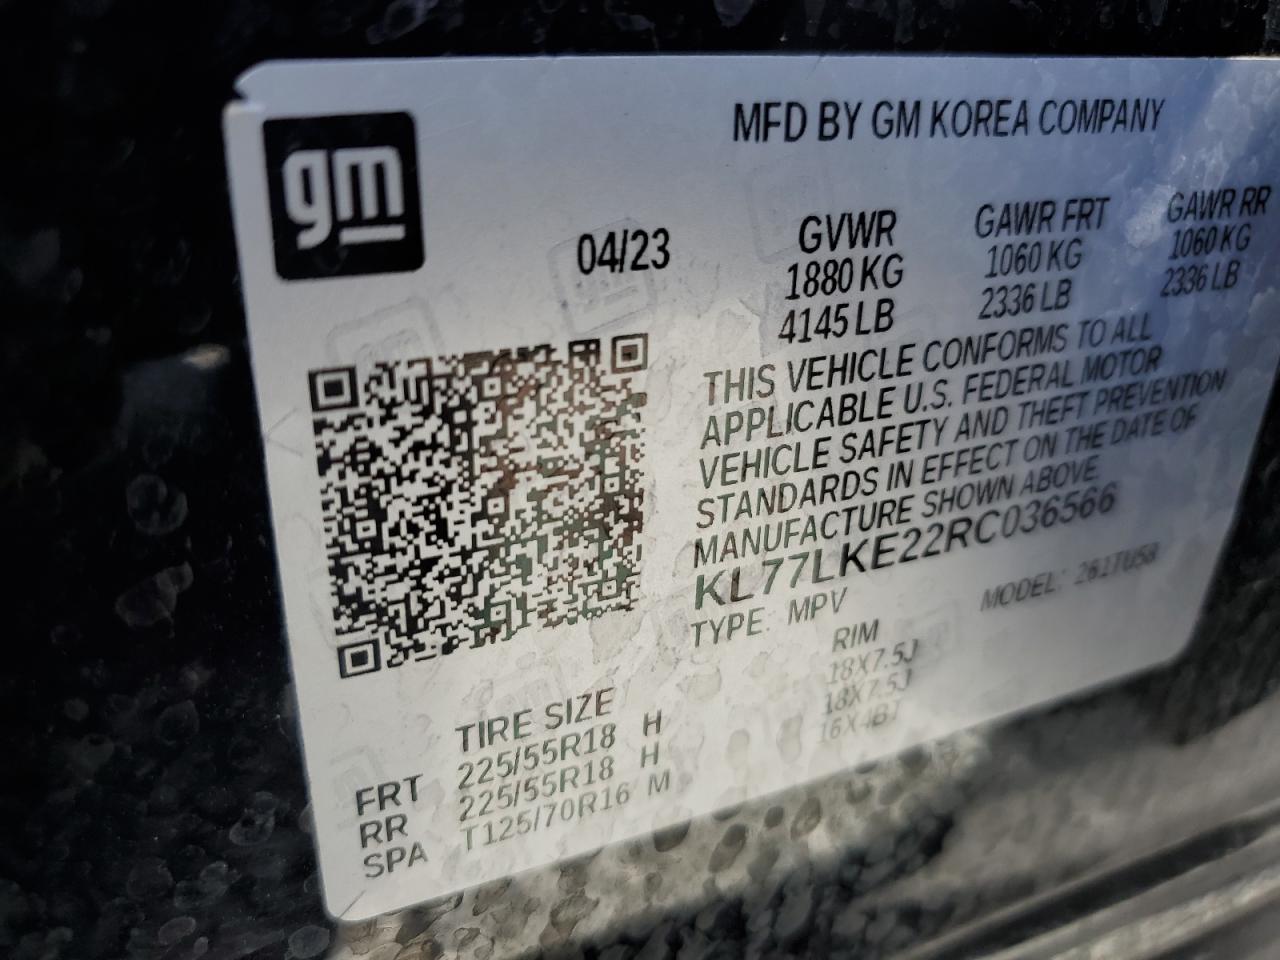 gm
MFD BY GM KOREA COMPANY
04/23
GVWR GAWR FRT GAWR RR
1880 KG 1060 KG 1060 KG
4145 LB 2336 LB 2336 LB
THIS VEHICLE CONFORMS TO ALL
APPLICABLE U.S. FEDERAL MOTOR
VEHICLE SAFETY AND THEFT PREVENTION
STANDARDS IN EFFECT ON THE DATE OF
MANUFACTURE SHOWN ABOVE
KL77LKE22RC036566
TYPE: MPV MODEL: 261TU58
TIRE SIZE RIM
FRT 225/55R18 H 18X7.5J
RR 225/55R18 H 18X7.5J
SPA T125/70R16 M 16X4BJ